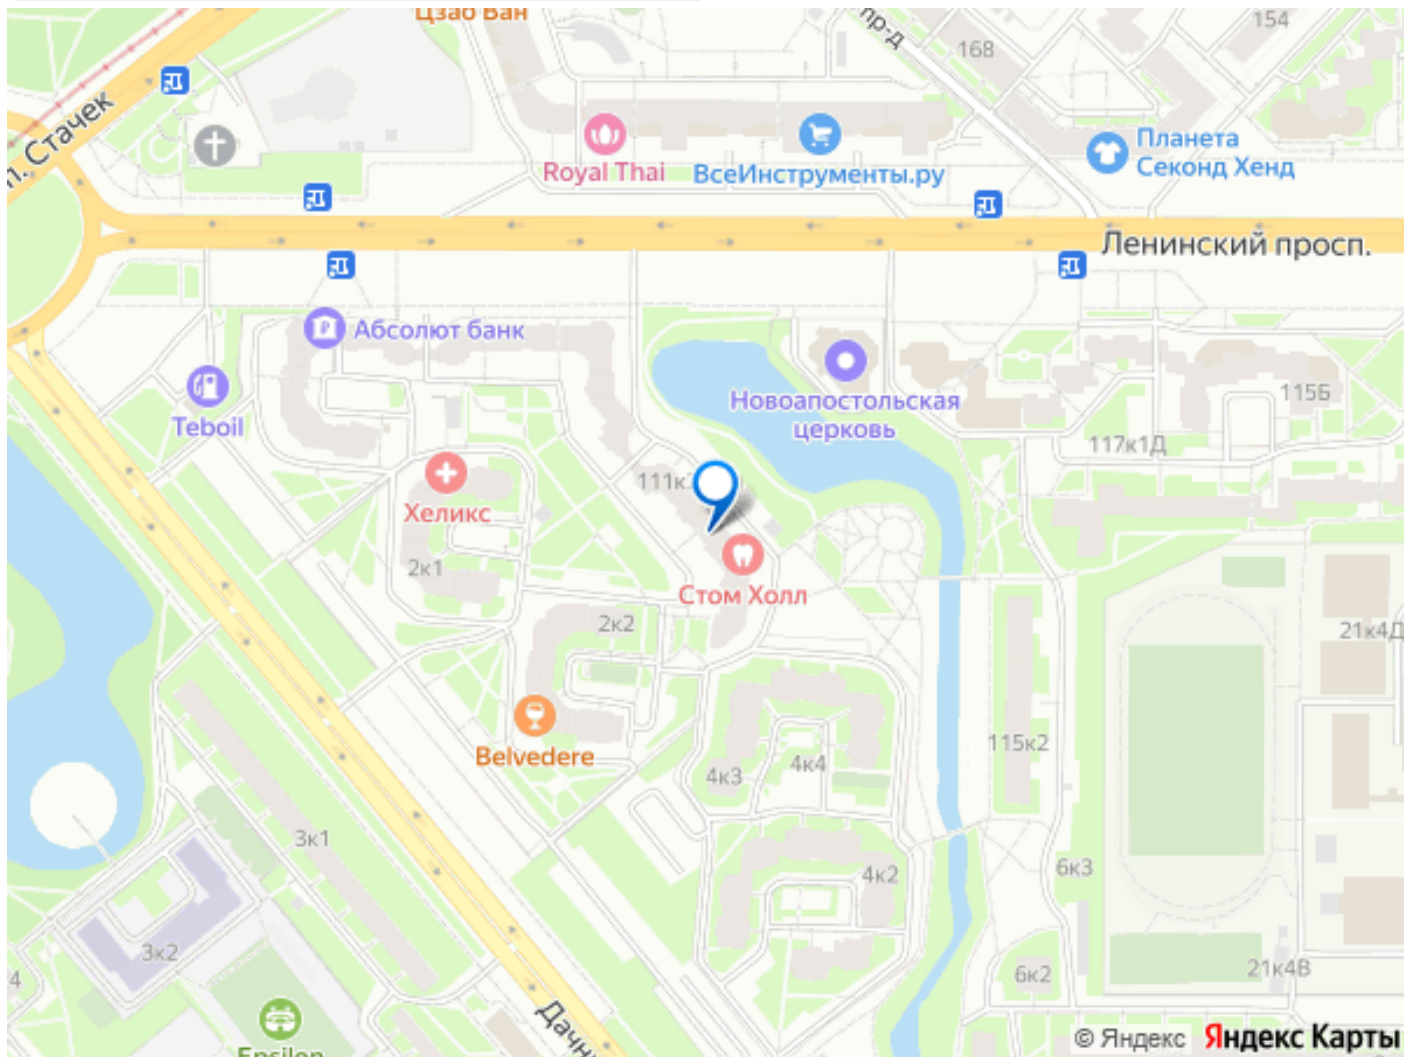 Цзао Ван
пр-д
154
168
п. Стачек
Royal Thai
ВсеИнструменты.ру
Планета
Секонд Хенд
Ленинский просп.
Абсолют банк
Teboil
Новоапостольская
церковь
115Б
117к1Д
Хеликс
111к
2к1
Стом Холл
2к2
21к4Д
Belvedere
115к2
4к3
4к4
3к1
4к2
6к3
3к2
4
6к2
21к4В
Дачн
Epsilon
© Яндекс Яндекс Карты